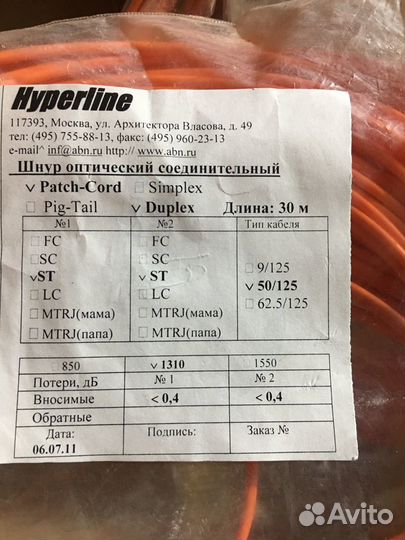 Hyperline
117393, Москва, ул. Архитектора Власова, д. 49
тел: (495) 755-88-13, факс: (495) 960-23-13
e-mail^ inf@abn.ru http:// www.abn.ru
Шнур оптический соединительный
v Patch-Cord □ Simplex
□ Pig-Tail v Duplex Длина: 30 м
№1 №2 Тип кабеля
□ FC □ FC
□ SC □ SC □ 9/125
v ST v ST v 50/125
□ LC □ LC □ 62.5/125
□ MTRJ(мама) □ MTRJ(мама)
□ MTRJ(папа) □ MTRJ(папа)
□ 850 v 1310 1550
Потери, дБ № 1 № 2
Вносимые < 0,4 < 0,4
Обратные
Дата: Подпись: Заказ №
06.07.11
Avito